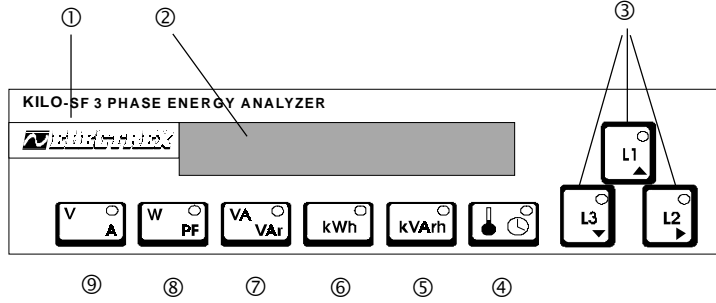 ① ② ③
KILO-SF 3 PHASE ENERGY ANALYZER
ELECTREX
L1
L3 L2
V A W PF VA VAr kWh kVArh
⑨ ⑧ ⑦ ⑥ ⑤ ④